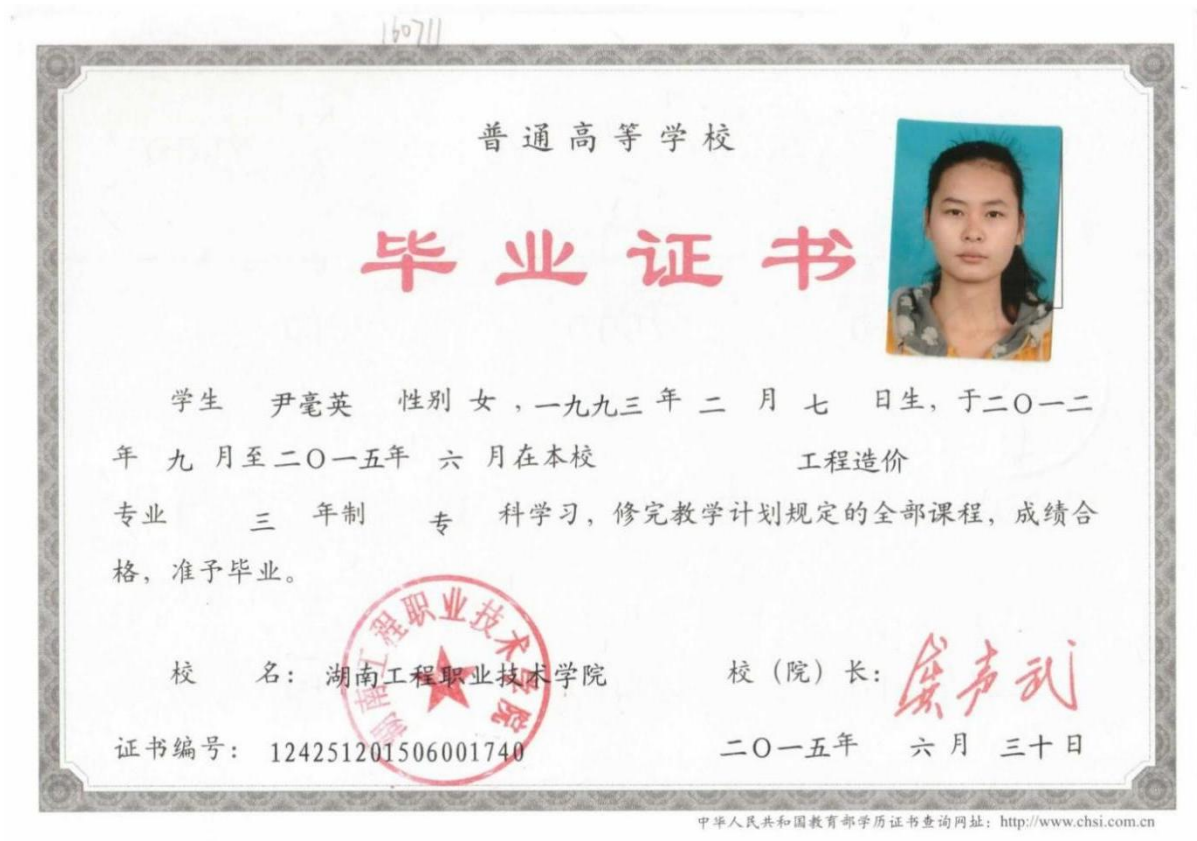 160711
普通高等学校
毕业证书
学生 尹毫英 性别 女 ，一九九三 年 二 月 七 日生，于二〇一二
年 九 月至二〇一五年 六 月在本校 工程造价
专业 三 年制 专 科学习，修完教学计划规定的全部课程，成绩合
格，准予毕业。
湖南工程职业技术学院
校 名：湖南工程职业技术学院 校（院）长：
证书编号：124251201506001740 二〇一五年 六月 三十日
中华人民共和国教育部学历证书查询网址：http://www.chsi.com.cn